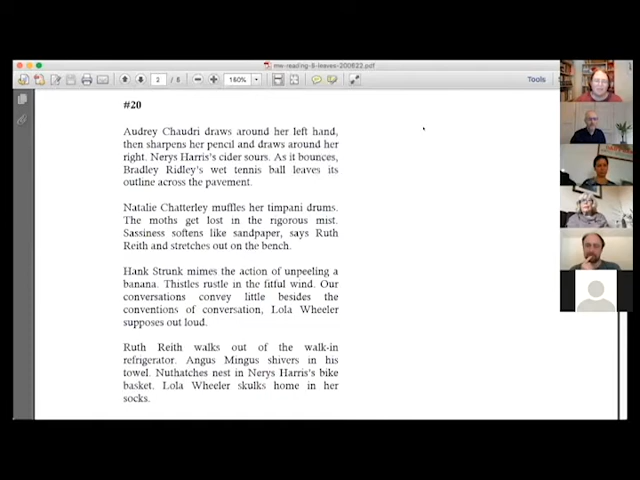 mw-reading-6-leaves-200622.pdf
2 / 6
160%
Tools
#20
Audrey Chaudri draws around her left hand,
then sharpens her pencil and draws around her
right. Nerys Harris's cider sours. As it bounces,
Bradley Ridley's wet tennis ball leaves its
outline across the pavement.
Natalie Chatterley muffles her timpani drums.
The moths get lost in the rigorous mist.
Sassiness softens like sandpaper, says Ruth
Reith and stretches out on the bench.
Hank Strunk mimes the action of unpeeling a
banana. Thistles rustle in the fitful wind. Our
conversations convey little besides the
conventions of conversation, Lola Wheeler
supposes out loud.
Ruth Reith walks out of the walk-in
refrigerator. Angus Mingus shivers in his
towel. Nuthatches nest in Nerys Harris's bike
basket. Lola Wheeler skulks home in her
socks.